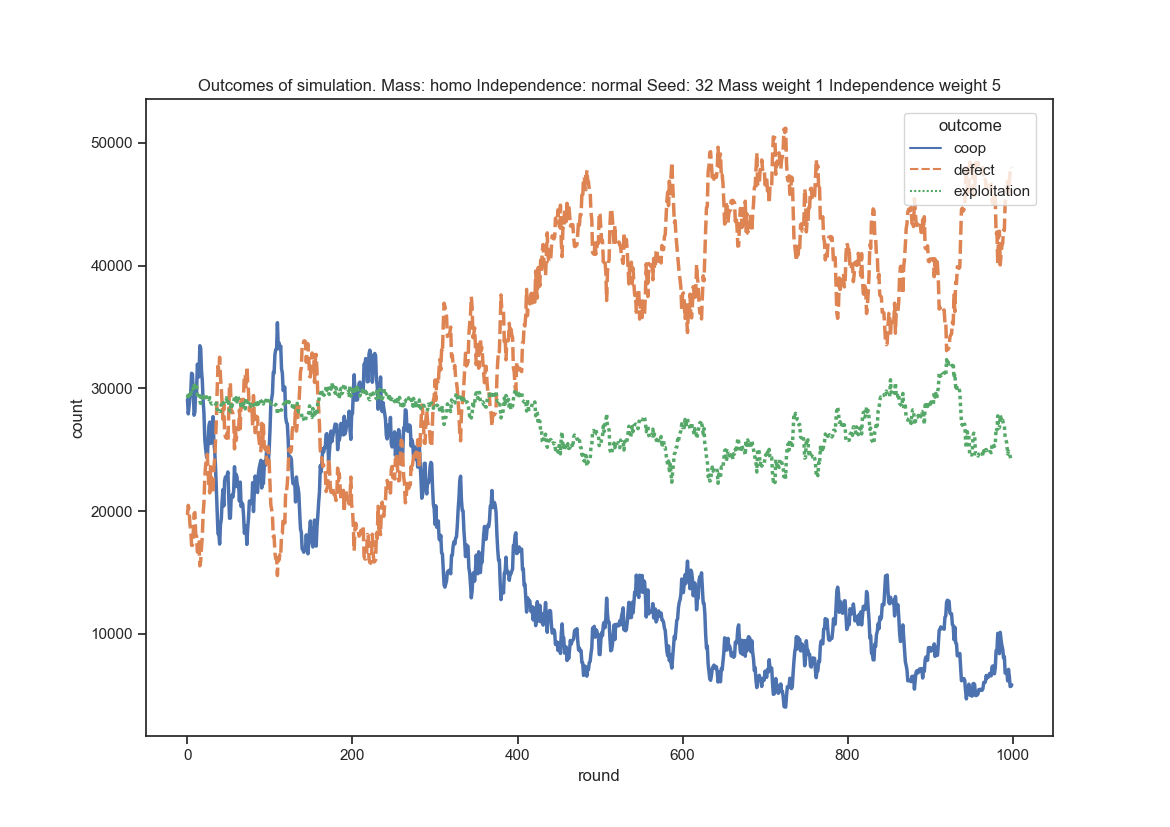 Outcomes of simulation. Mass: homo Independence: normal Seed: 32 Mass weight 1 Independence weight 5
outcome
coop
defect
exploitation
50000
40000
30000
20000
10000
count
0 200 400 600 800 1000
round